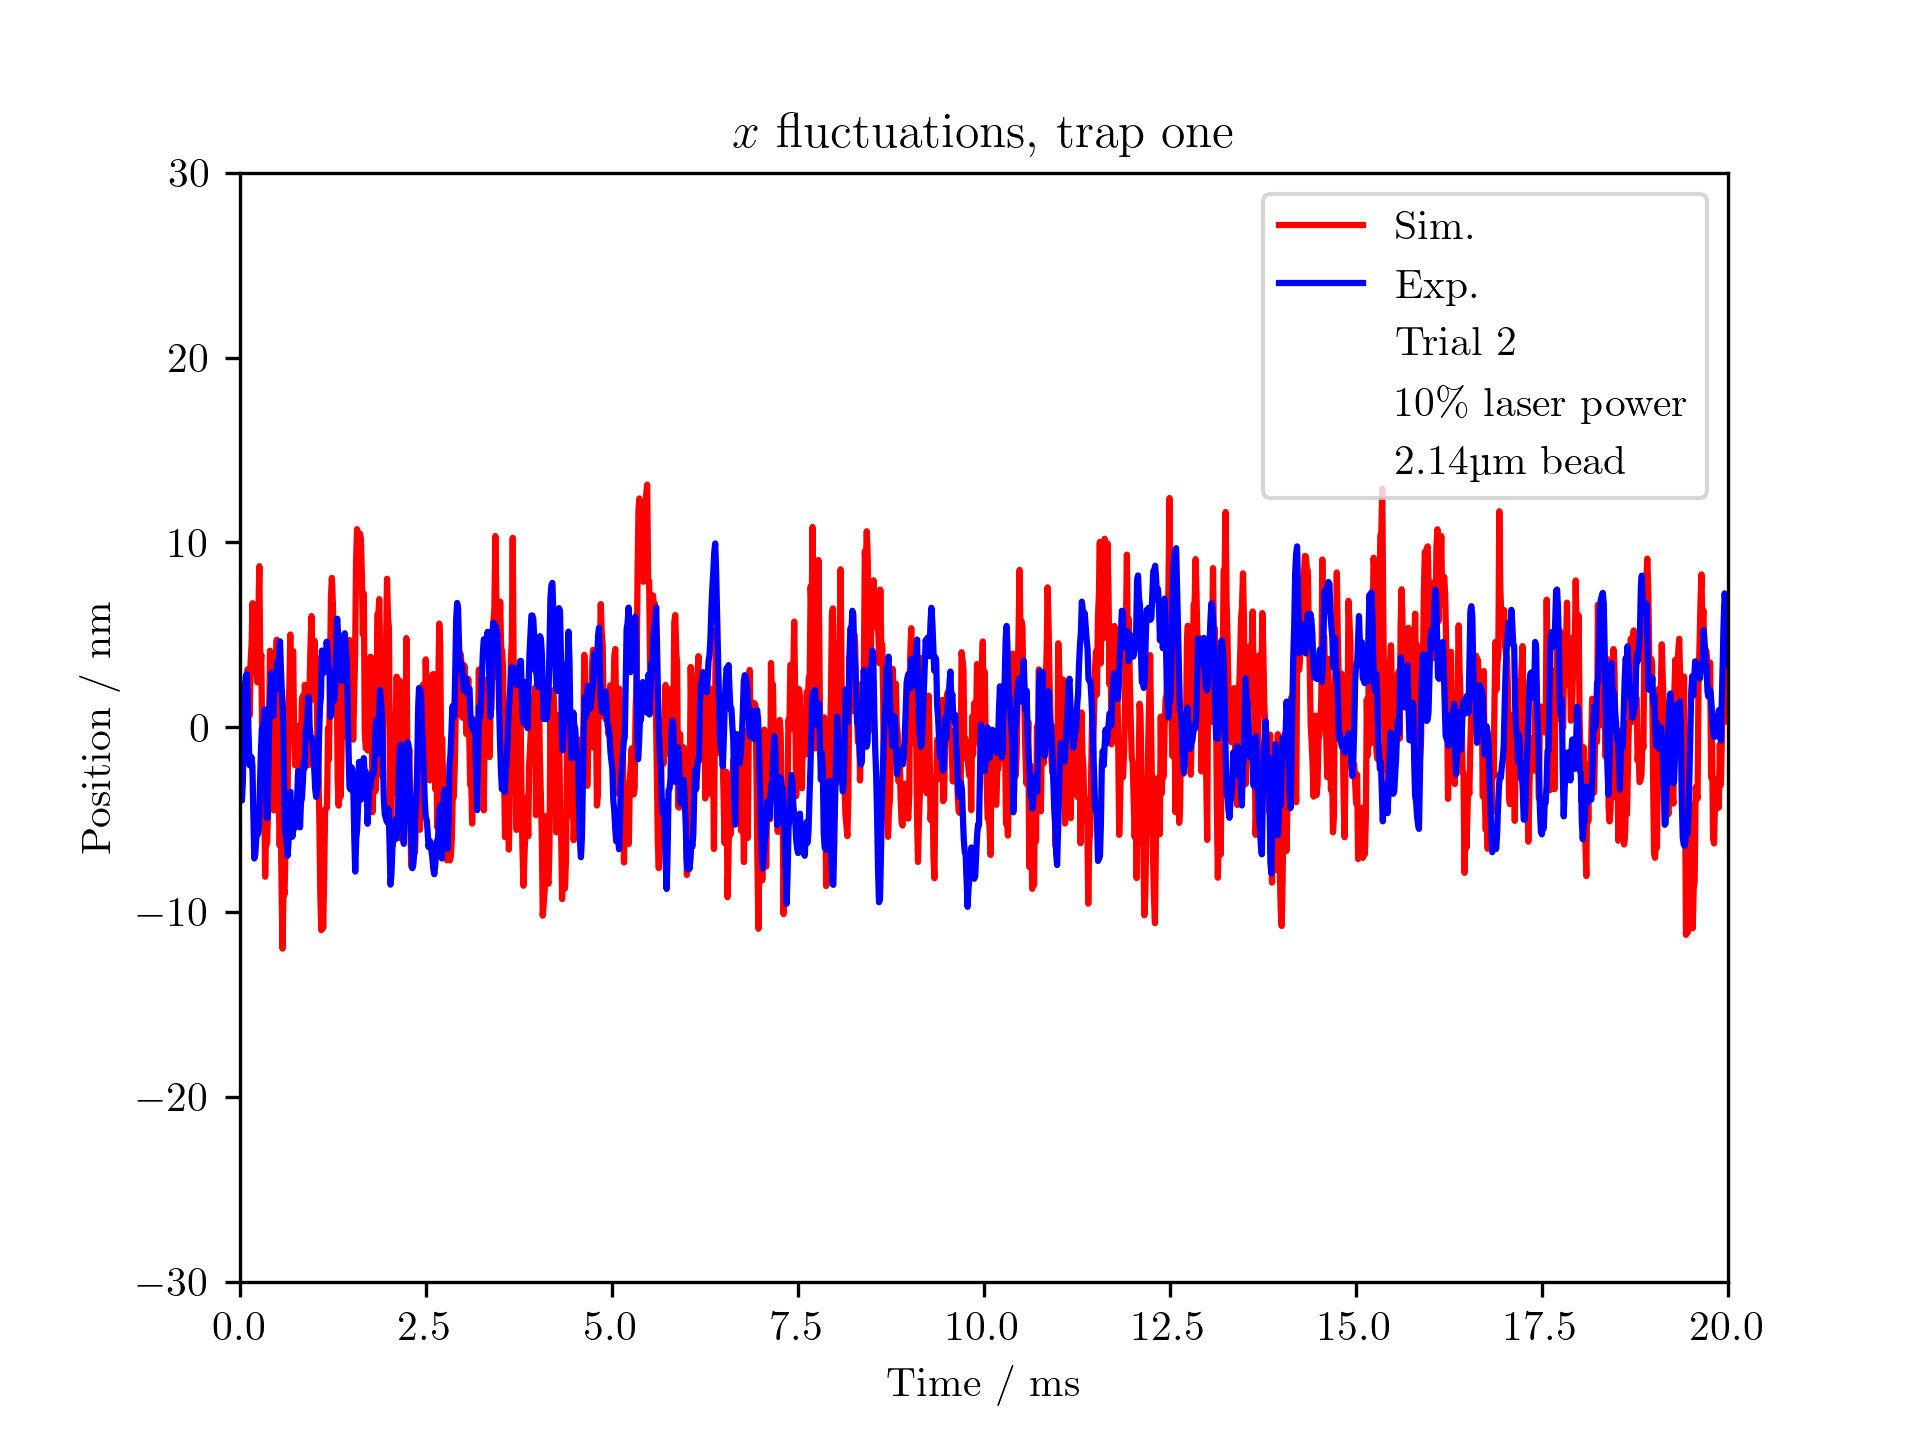 x fluctuations, trap one
30
20
10
0
−10
−20
−30
Position / nm
Sim.
Exp.
Trial 2
10% laser power
2.14µm bead
0.0 2.5 5.0 7.5 10.0 12.5 15.0 17.5 20.0
Time / ms